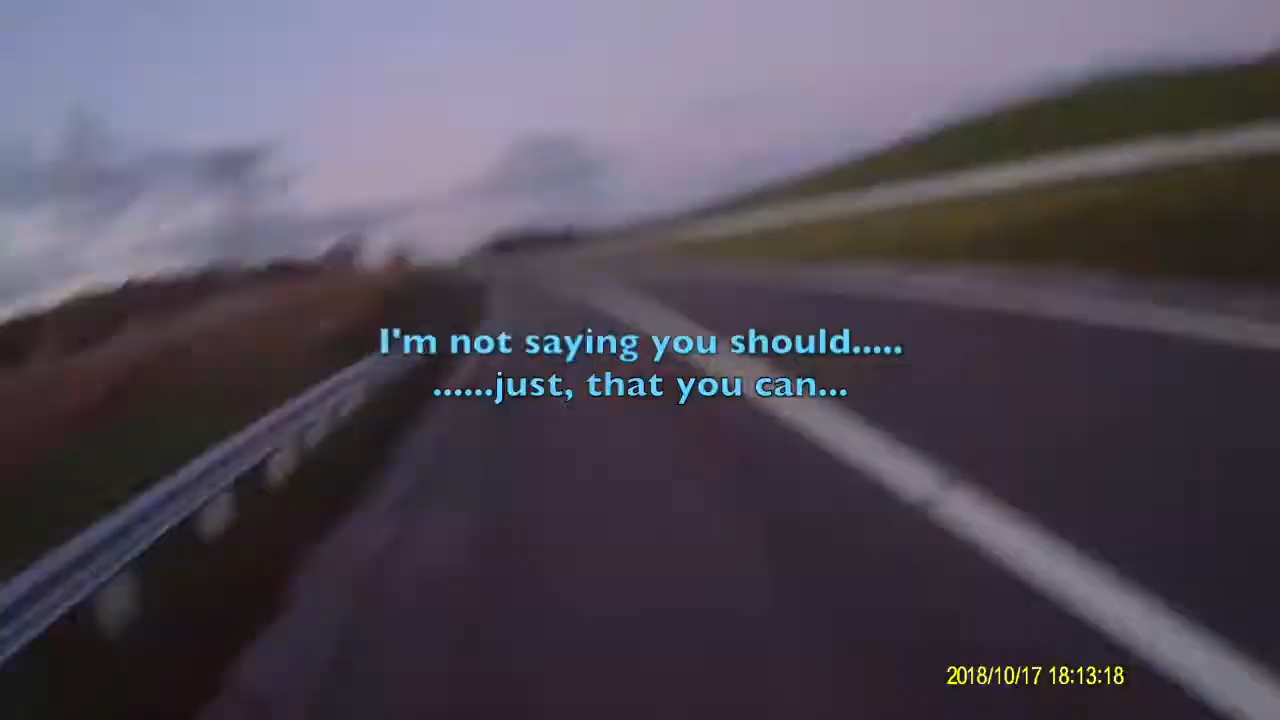 I'm not saying you should.....
......just, that you can...
2018/10/17 18:13:18